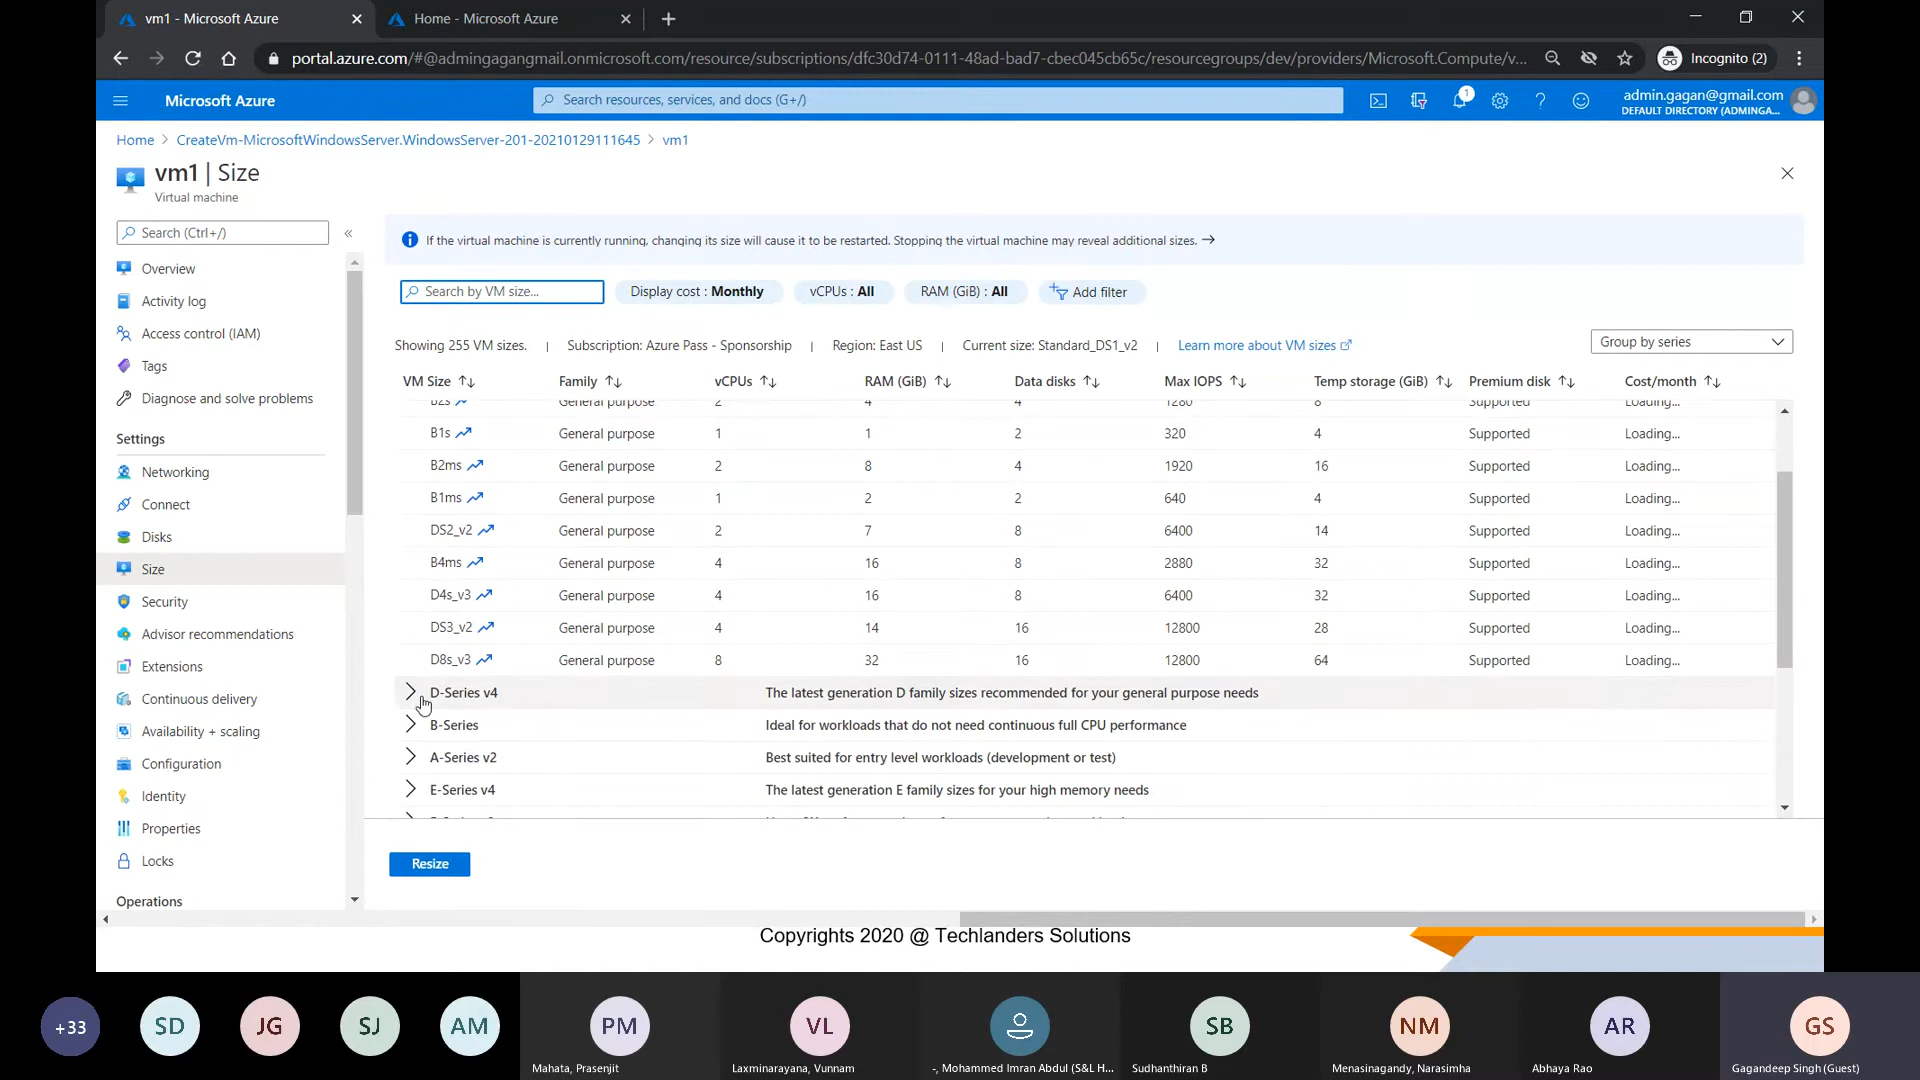 vm1 - Microsoft Azure
Home - Microsoft Azure
portal.azure.com/#@admingagangmail.onmicrosoft.com/resource/subscriptions/dfc30d74-0111-48ad-bad7-cbec045cb65c/resourcegroups/dev/providers/Microsoft.Compute/v...
Incognito (2)
Microsoft Azure
Search resources, services, and docs (G+/)
1
admin.gagan@gmail.com
DEFAULT DIRECTORY (ADMINGA...
Home > CreateVm-MicrosoftWindowsServer.WindowsServer-201-20210129111645 > vm1
vm1 | Size
Virtual machine
Search (Ctrl+/)
Overview
Activity log
Access control (IAM)
Tags
Diagnose and solve problems
Settings
Networking
Connect
Disks
Size
Security
Advisor recommendations
Extensions
Continuous delivery
Availability + scaling
Configuration
Identity
Properties
Locks
Operations
If the virtual machine is currently running, changing its size will cause it to be restarted. Stopping the virtual machine may reveal additional sizes.
Search by VM size...
Display cost : Monthly
vCPUs : All
RAM (GiB) : All
Add filter
Showing 255 VM sizes. | Subscription: Azure Pass - Sponsorship | Region: East US | Current size: Standard_DS1_v2 | Learn more about VM sizes
Group by series
VM Size Family vCPUs RAM (GiB) Data disks Max IOPS Temp storage (GiB) Premium disk Cost/month
B2s General purpose 2 4 4 1280 8 Supported Loading...
B1s General purpose 1 1 2 320 4 Supported Loading...
B2ms General purpose 2 8 4 1920 16 Supported Loading...
B1ms General purpose 1 2 2 640 4 Supported Loading...
DS2_v2 General purpose 2 7 8 6400 14 Supported Loading...
B4ms General purpose 4 16 8 2880 32 Supported Loading...
D4s_v3 General purpose 4 16 8 6400 32 Supported Loading...
DS3_v2 General purpose 4 14 16 12800 28 Supported Loading...
D8s_v3 General purpose 8 32 16 12800 64 Supported Loading...
D-Series v4 The latest generation D family sizes recommended for your general purpose needs
B-Series Ideal for workloads that do not need continuous full CPU performance
A-Series v2 Best suited for entry level workloads (development or test)
E-Series v4 The latest generation E family sizes for your high memory needs
Resize
Copyrights 2020 @ Techlanders Solutions
+33
SD
JG
SJ
AM
PM
VL
SB
NM
AR
GS
Mahata, Prasenjit
Laxminarayana, Vunnam
-, Mohammed Imran Abdul (S&L H...
Sudhanthiran B
Menasinagandy, Narasimha
Abhaya Rao
Gagandeep Singh(Guest)